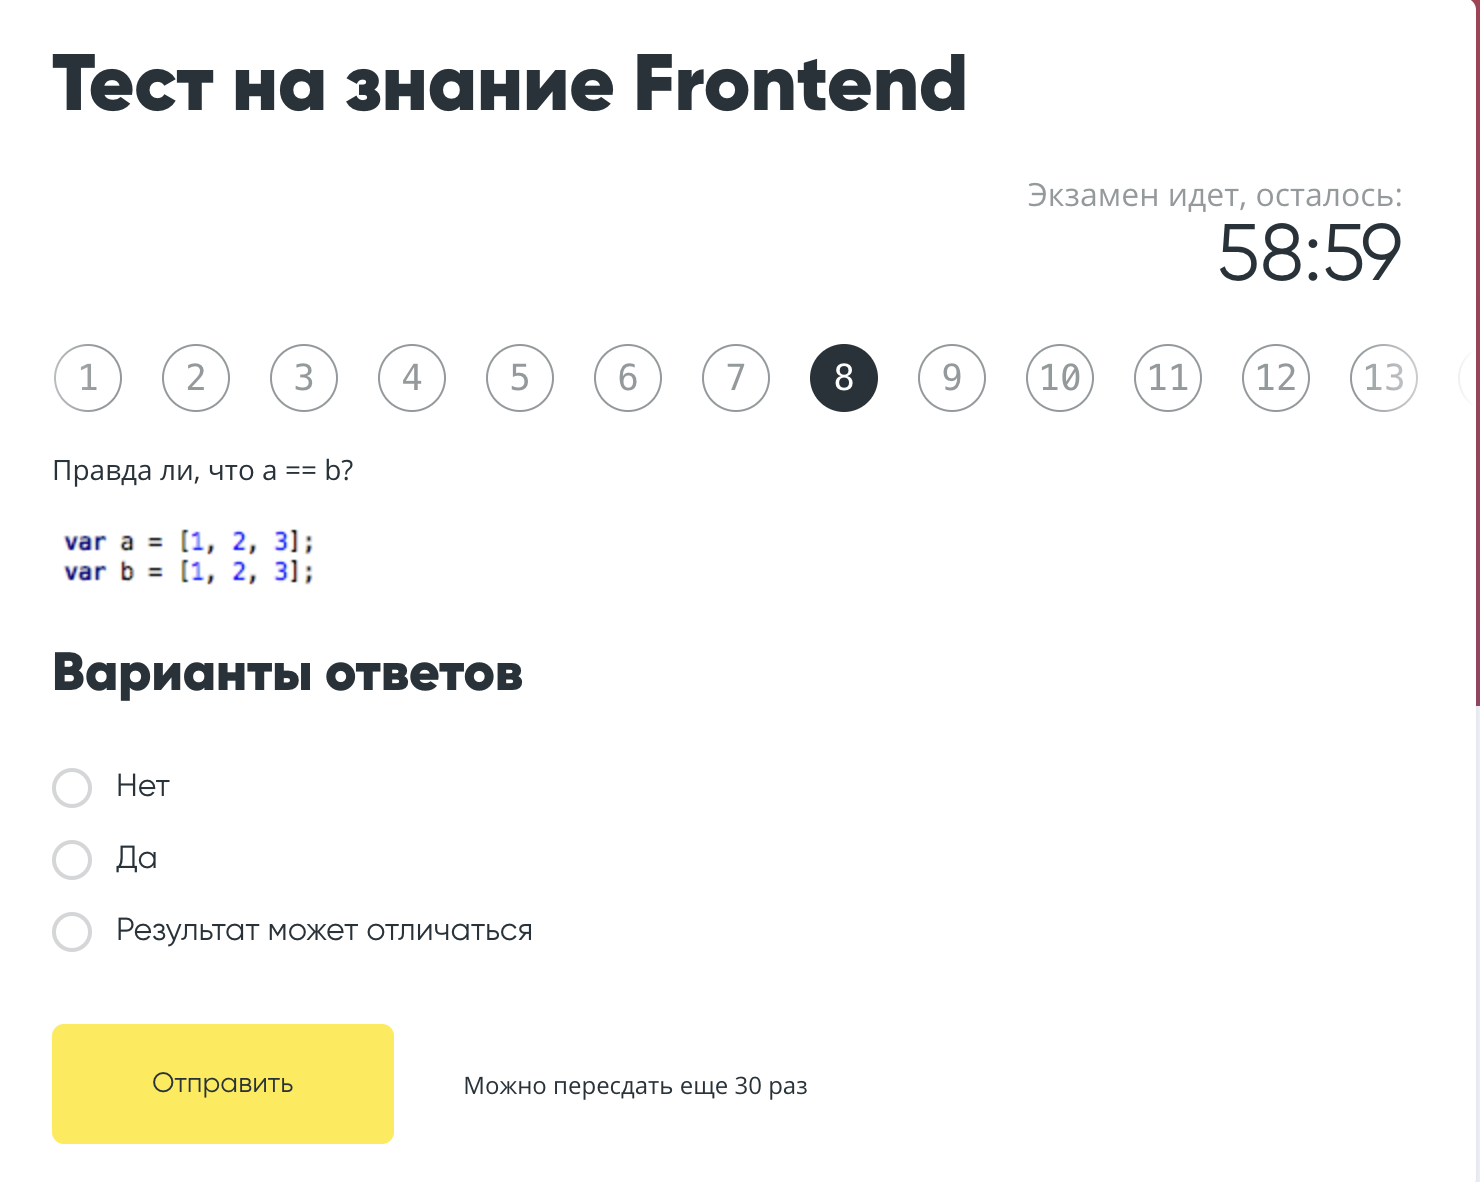 Тест на знание Frontend
Экзамен идет, осталось:
58:59
1 2 3 4 5 6 7 8 9 10 11 12 13
Правда ли, что a == b?
var a = [1, 2, 3];
var b = [1, 2, 3];
Варианты ответов
Нет
Да
Результат может отличаться
Отправить
Можно пересдать еще 30 раз